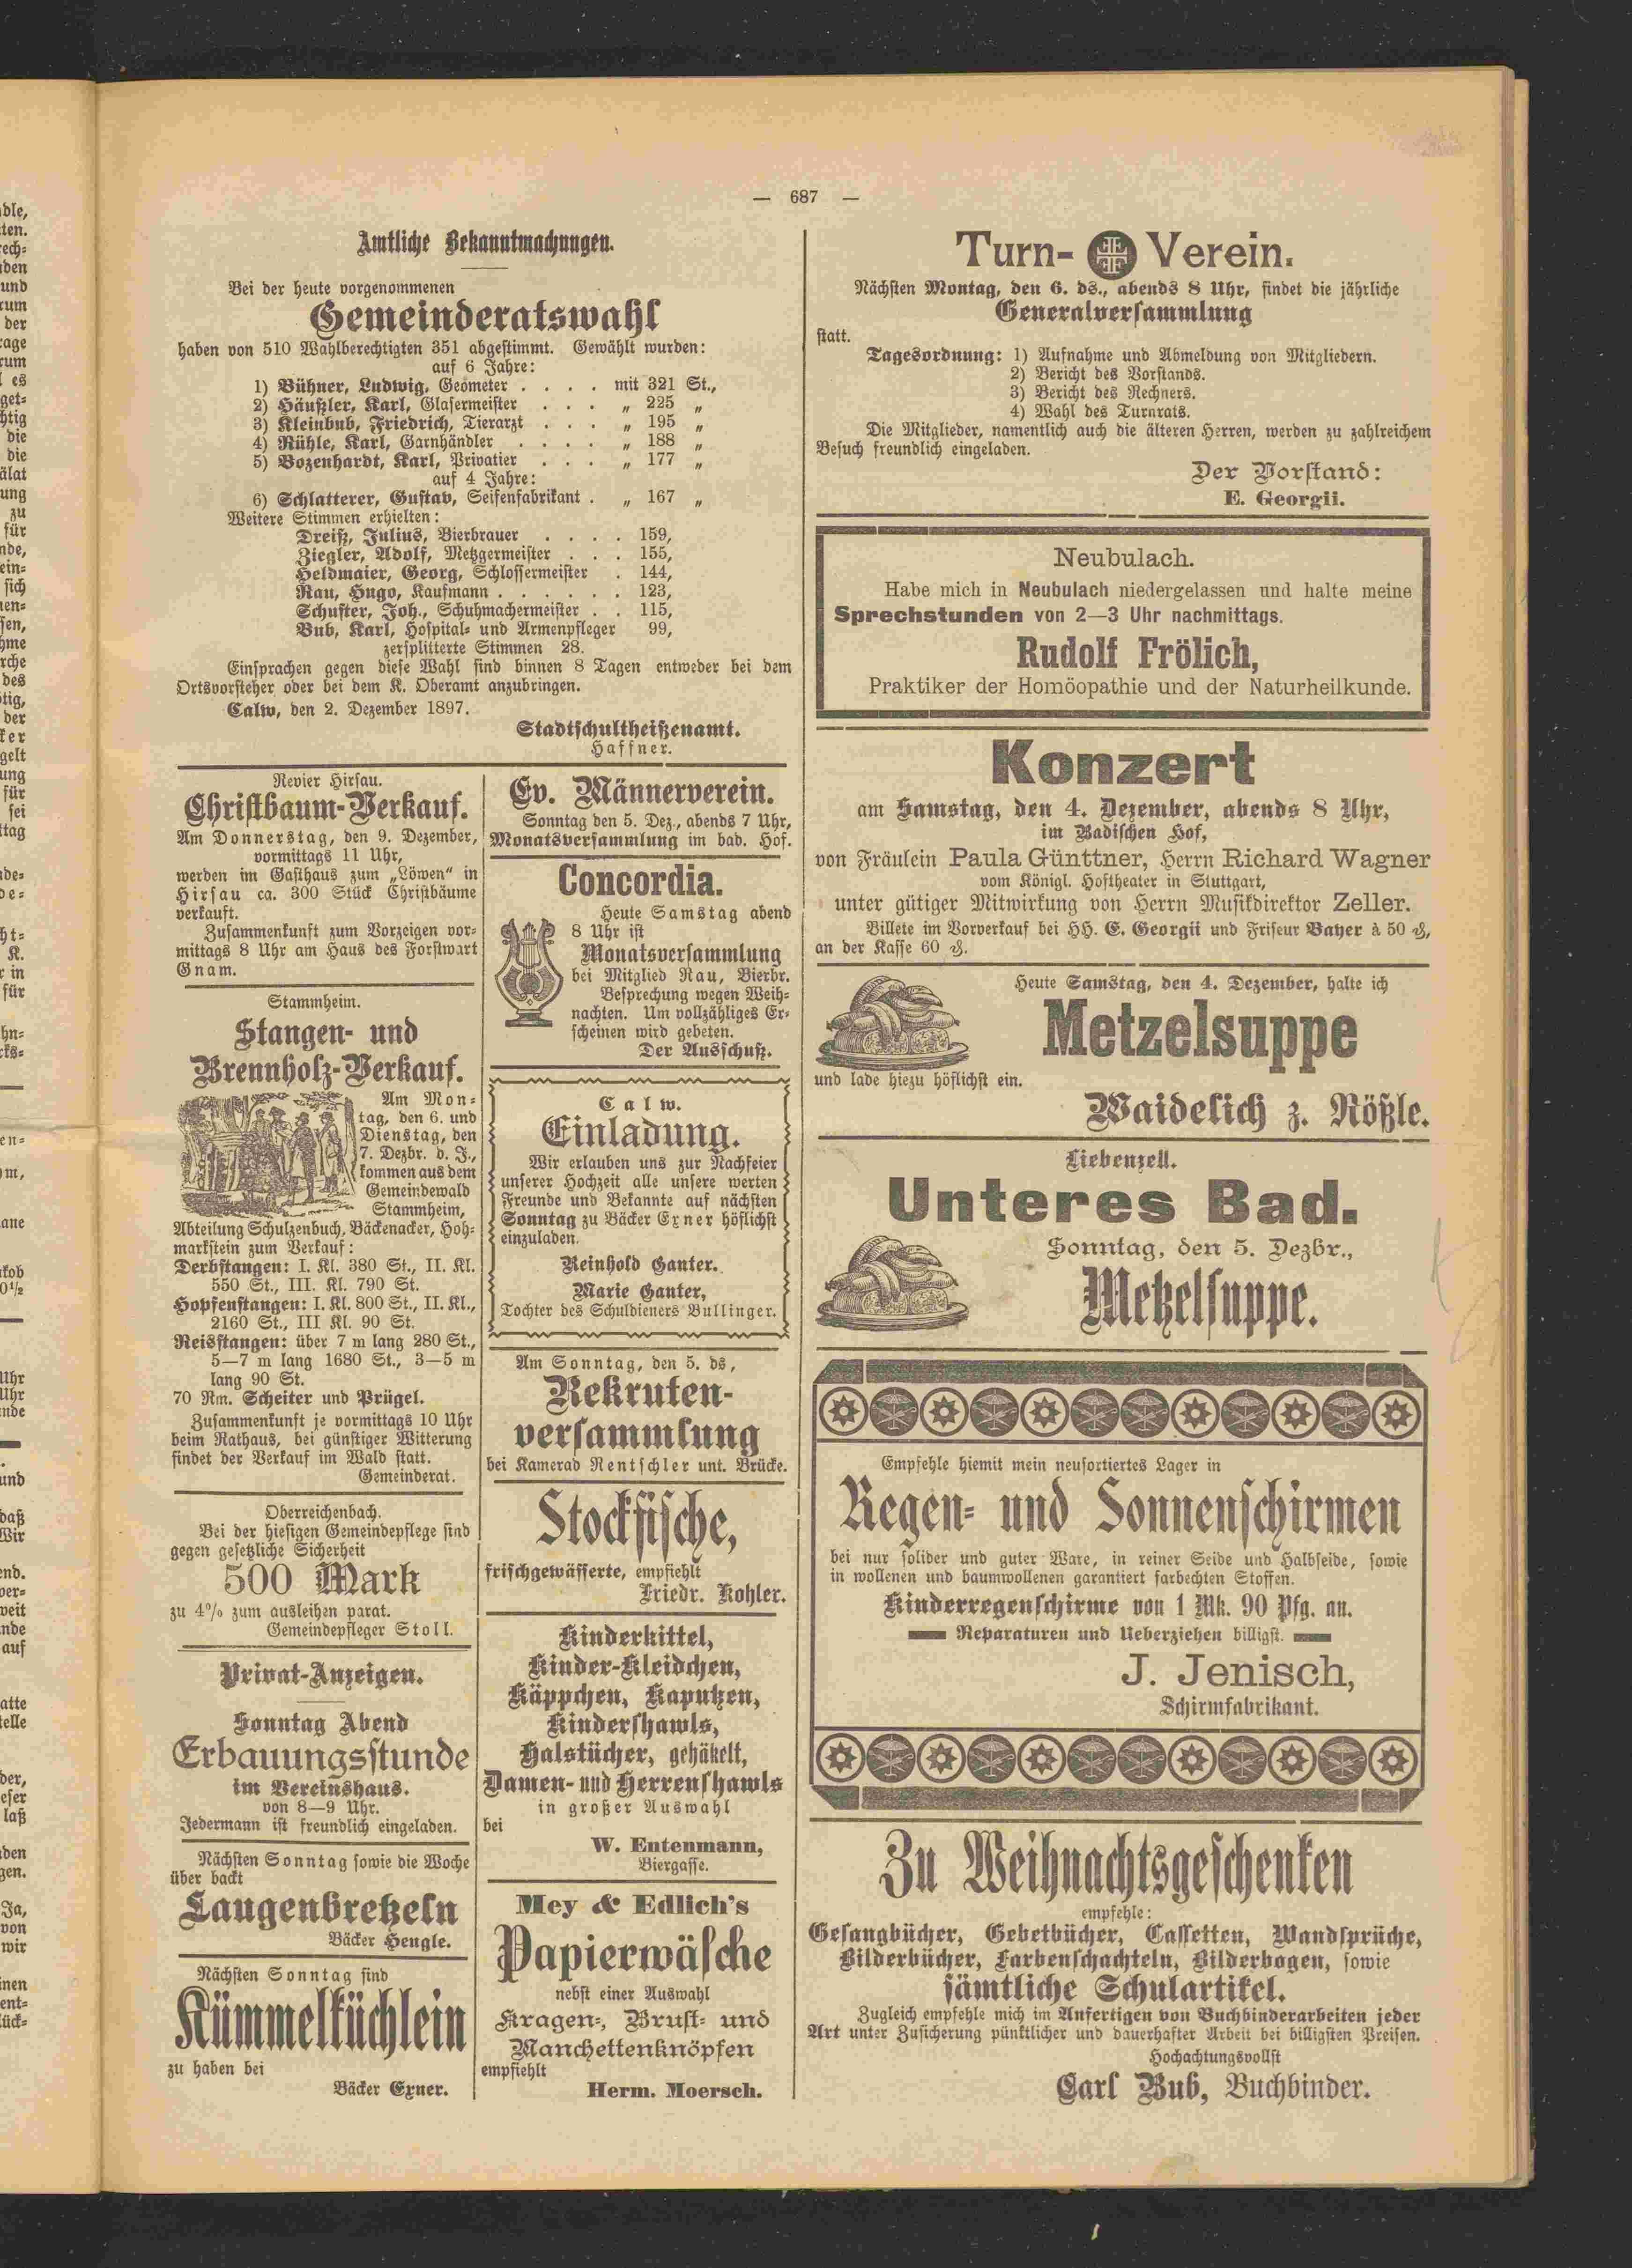 — 687 —
Amtliche Bekanntmachungen.
Bei der heute vorgenommenen
Gemeinderatswahl
haben von 510 Wahlberechtigten 351 abgestimmt. Gewählt wurden:
auf 6 Jahre:
1) Bühner, Ludwig, Geometer . . . . mit 321 St.,
2) Häußler, Karl, Glasermeister . . . „ 225 „
3) Kleinbub, Friedrich, Tierarzt . . . „ 195 „
4) Rühle, Karl, Garnhändler . . . . „ 188 „
5) Bozenhardt, Karl, Privatier . . . „ 177 „
auf 4 Jahre:
6) Schlatterer, Gustav, Seifenfabrikant . „ 167 „
Weitere Stimmen erhielten:
Dreiß, Julius, Bierbrauer . . . . 159,
Ziegler, Adolf, Metzgermeister . . . 155,
Heldmaier, Georg, Schlossermeister . 144,
Rau, Hugo, Kaufmann . . . . . . 123,
Schuster, Joh., Schuhmachermeister . . 115,
Bub, Karl, Hospital- und Armenpfleger 99,
zersplitterte Stimmen 28.
Einsprachen gegen diese Wahl sind binnen 8 Tagen entweder bei dem
Ortsvorsteher oder bei dem K. Oberamt anzubringen.
Calw, den 2. Dezember 1897.
Stadtschultheißenamt.
Haffner.
Revier Hirsau.
Christbaum-Verkauf.
Am Donnerstag, den 9. Dezember,
vormittags 11 Uhr,
werden im Gasthaus zum „Löwen“ in
Hirsau ca. 300 Stück Christbäume
verkauft.
Zusammenkunft zum Vorzeigen vor-
mittags 8 Uhr am Haus des Forstwart
Gnam.
Stammheim.
Stangen- und
Brennholz-Verkauf.
Am Mon-
tag, den 6. und
Dienstag, den
7. Dezbr. d. J.,
kommen aus dem
Gemeindewald
Stammheim,
Abteilung Schulzenbuch, Bäckenacker, Hoh-
markstein zum Verkauf:
Derbstangen: I. Kl. 380 St., II. Kl.
550 St., III. Kl. 790 St.
Hopfenstangen: I. Kl. 800 St., II. Kl.,
2160 St., III Kl. 90 St.
Reisstangen: über 7 m lang 280 St.,
5—7 m lang 1680 St., 3—5 m
lang 90 St.
70 Rm. Scheiter und Prügel.
Zusammenkunft je vormittags 10 Uhr
beim Rathaus, bei günstiger Witterung
findet der Verkauf im Wald statt.
Gemeinderat.
Oberreichenbach.
Bei der hiesigen Gemeindepflege sind
gegen gesetzliche Sicherheit
500 Mark
zu 4% zum ausleihen parat.
Gemeindepfleger Stoll.
Privat-Anzeigen.
Sonntag Abend
Erbauungsstunde
im Vereinshaus.
von 8—9 Uhr.
Jedermann ist freundlich eingeladen.
Nächsten Sonntag sowie die Woche
über backt
Laugenbretzeln
Bäcker Hengle.
Nächsten Sonntag sind
Kümmelküchlein
zu haben bei
Bäcker Exner.
Ev. Männerverein.
Sonntag den 5. Dez., abends 7 Uhr,
Monatsversammlung im bad. Hof.
Concordia.
Heute Samstag abend
8 Uhr ist
Monatsversammlung
bei Mitglied Rau, Bierbr.
Besprechung wegen Weih-
nachten. Um vollzähliges Er-
scheinen wird gebeten.
Der Ausschuß.
Calw.
Einladung.
Wir erlauben uns zur Nachfeier
unserer Hochzeit alle unsere werten
Freunde und Bekannte auf nächsten
Sonntag zu Bäcker Exner höflichst
einzuladen.
Reinhold Ganter.
Marie Ganter,
Tochter des Schuldieners Bullinger.
Am Sonntag, den 5. ds,
Rekruten-
versammlung
bei Kamerad Rentschler unt. Brücke.
Stockfische,
frischgewässerte, empfiehlt
Friedr. Kohler.
Kinderkittel,
Kinder-Kleidchen,
Käppchen, Kaputzen,
Kindershawls,
Halstücher, gehäkelt,
Damen- und Herrenshawls
in großer Auswahl
bei
W. Entenmann,
Biergasse.
Mey & Edlich's
Papierwäsche
nebst einer Auswahl
Kragen-, Brust- und
Manchettenknöpfen
empfiehlt
Herm. Moersch.
Turn- Verein.
Nächsten Montag, den 6. ds., abends 8 Uhr, findet die jährliche
Generalversammlung
statt.
Tagesordnung: 1) Aufnahme und Abmeldung von Mitgliedern.
2) Bericht des Vorstands.
3) Bericht des Rechners.
4) Wahl des Turnrats.
Die Mitglieder, namentlich auch die älteren Herren, werden zu zahlreichem
Besuch freundlich eingeladen.
Der Vorstand:
E. Georgii.
Neubulach.
Habe mich in Neubulach niedergelassen und halte meine
Sprechstunden von 2—3 Uhr nachmittags.
Rudolf Frölich,
Praktiker der Homöopathie und der Naturheilkunde.
Konzert
am Samstag, den 4. Dezember, abends 8 Uhr,
im Badischen Hof,
von Fräulein Paula Günttner, Herrn Richard Wagner
vom Königl. Hoftheater in Stuttgart,
unter gütiger Mitwirkung von Herrn Musikdirektor Zeller.
Billete im Vorverkauf bei HH. E. Georgii und Friseur Bayer à 50 ₰,
an der Kasse 60 ₰.
Heute Samstag, den 4. Dezember, halte ich
Metzelsuppe
und lade hiezu höflichst ein.
Waidelich z. Rößle.
Liebenzell.
Unteres Bad.
Sonntag, den 5. Dezbr.,
Metzelsuppe.
Empfehle hiemit mein neusortiertes Lager in
Regen- und Sonnenschirmen
bei nur solider und guter Ware, in reiner Seide und Halbseide, sowie
in wollenen und baumwollenen garantiert farbechten Stoffen.
Kinderregenschirme von 1 Mk. 90 Pfg. an.
Reparaturen und Ueberziehen billigst.
J. Jenisch,
Schirmfabrikant.
Zu Weihnachtsgeschenken
empfehle:
Gesangbücher, Gebetbücher, Cassetten, Wandsprüche,
Bilderbücher, Farbenschachteln, Bilderbogen, sowie
sämtliche Schulartikel.
Zugleich empfehle mich im Anfertigen von Buchbinderarbeiten jeder
Art unter Zusicherung pünktlicher und dauerhafter Arbeit bei billigsten Preisen.
Hochachtungsvollst
Carl Bub, Buchbinder.